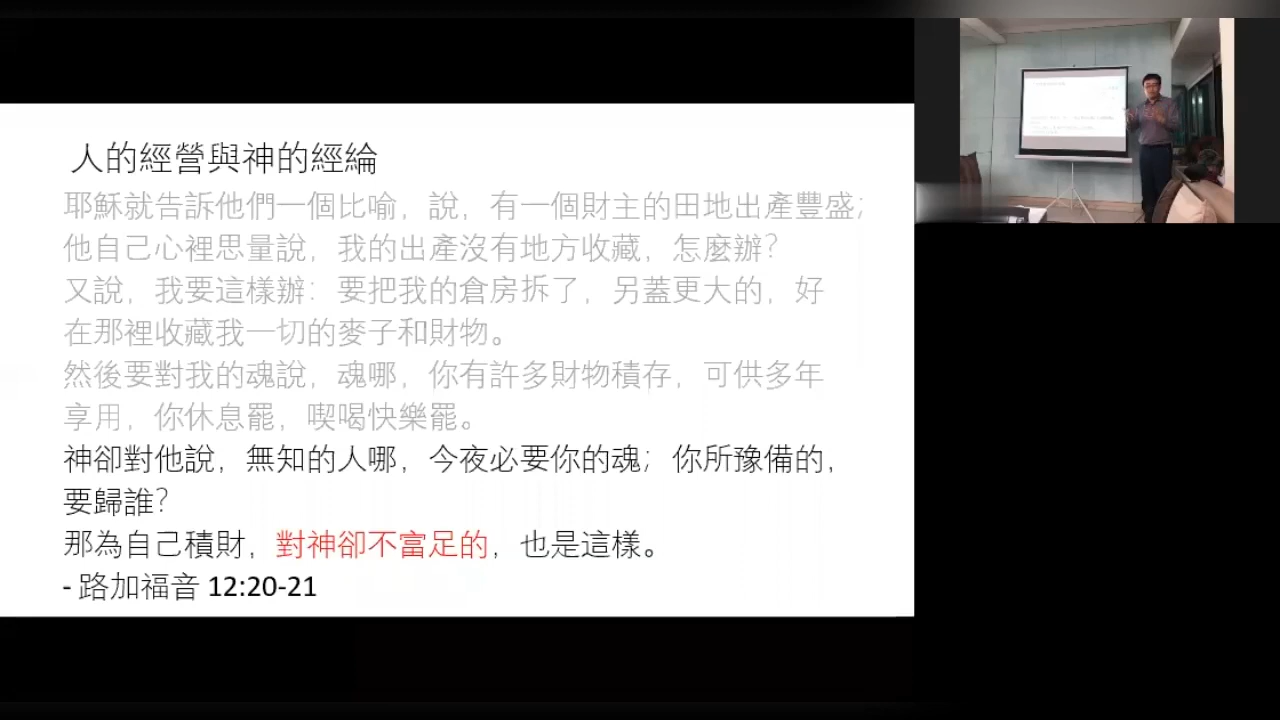 人的經營與神的經綸
耶穌就告訴他們一個比喻，說，有一個財主的田地出產豐盛；
他自己心裡思量說，我的出產沒有地方收藏，怎麼辦？
又說，我要這樣辦：要把我的倉房拆了，另蓋更大的，好
在那裡收藏我一切的麥子和財物。
然後要對我的魂說，魂哪，你有許多財物積存，可供多年
享用，你休息罷，喫喝快樂罷。
神卻對他說，無知的人哪，今夜必要你的魂；你所豫備的，
要歸誰？
那為自己積財，對神卻不富足的，也是這樣。
- 路加福音 12:20-21